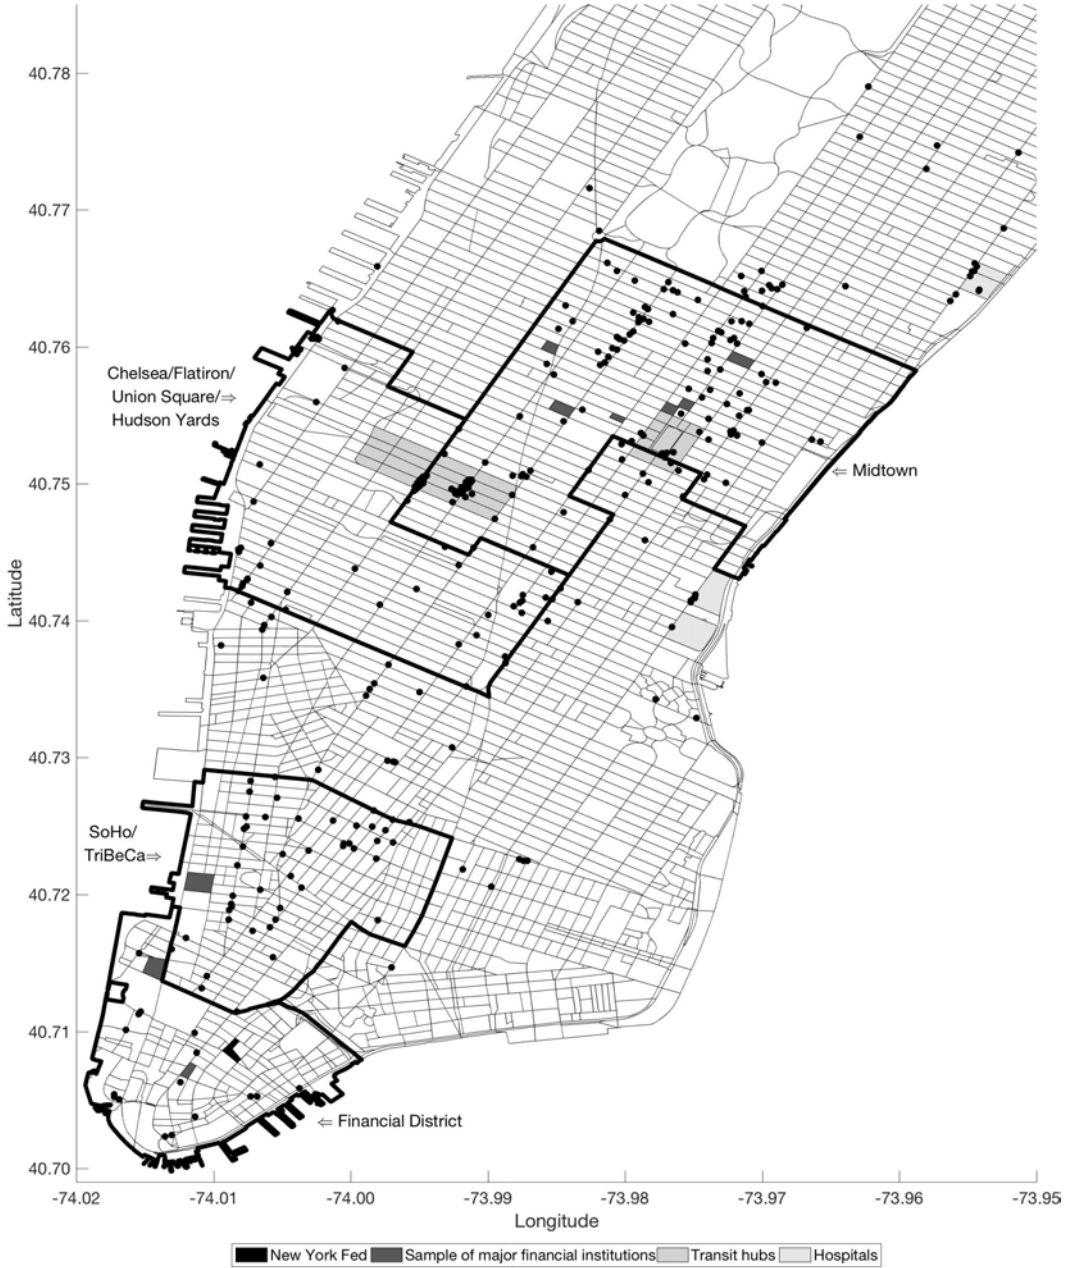 40.78
40.77
40.76
Chelsea/Flatiron/
Union Square/⇒
Hudson Yards
⇐ Midtown
40.75
Latitude
40.74
40.73
SoHo/
TriBeCa⇒
40.72
40.71
⇐ Financial District
40.70
-74.02 -74.01 -74.00 -73.99 -73.98 -73.97 -73.96 -73.95
Longitude
New York Fed Sample of major financial institutions Transit hubs Hospitals